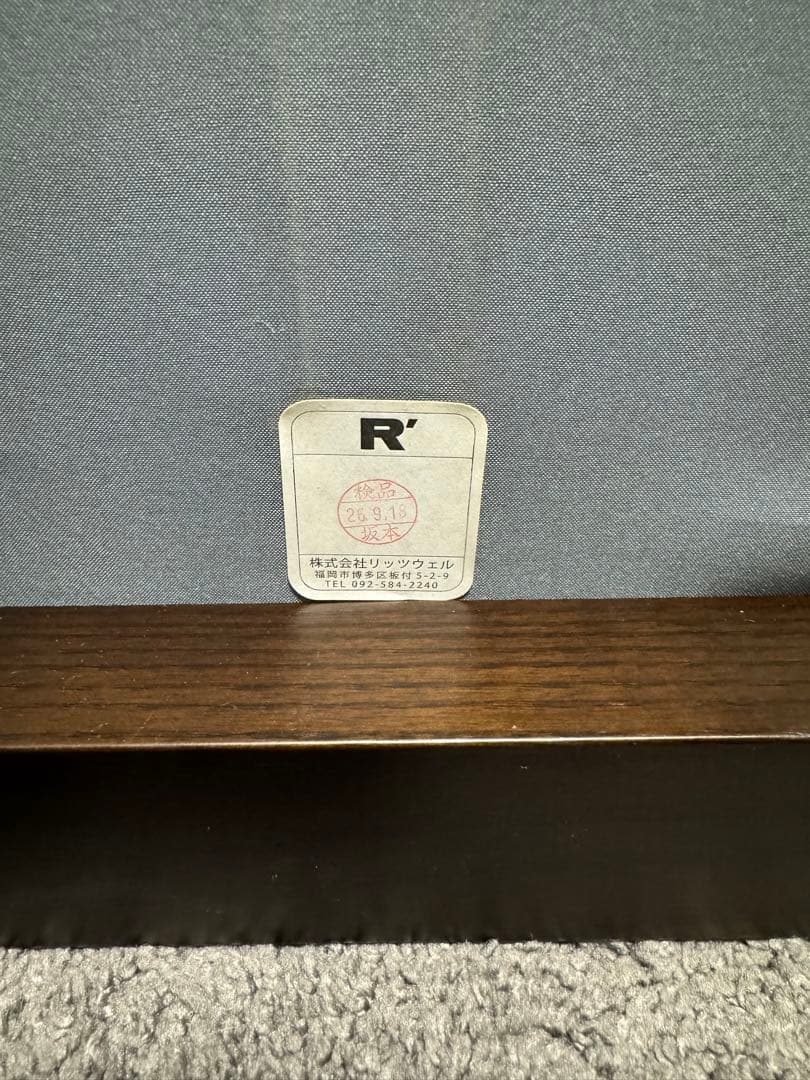 R'
検品
26.9.18
坂本
株式会社リッツウェル
福岡市博多区板付 5-2-9
TEL 092-584-2240